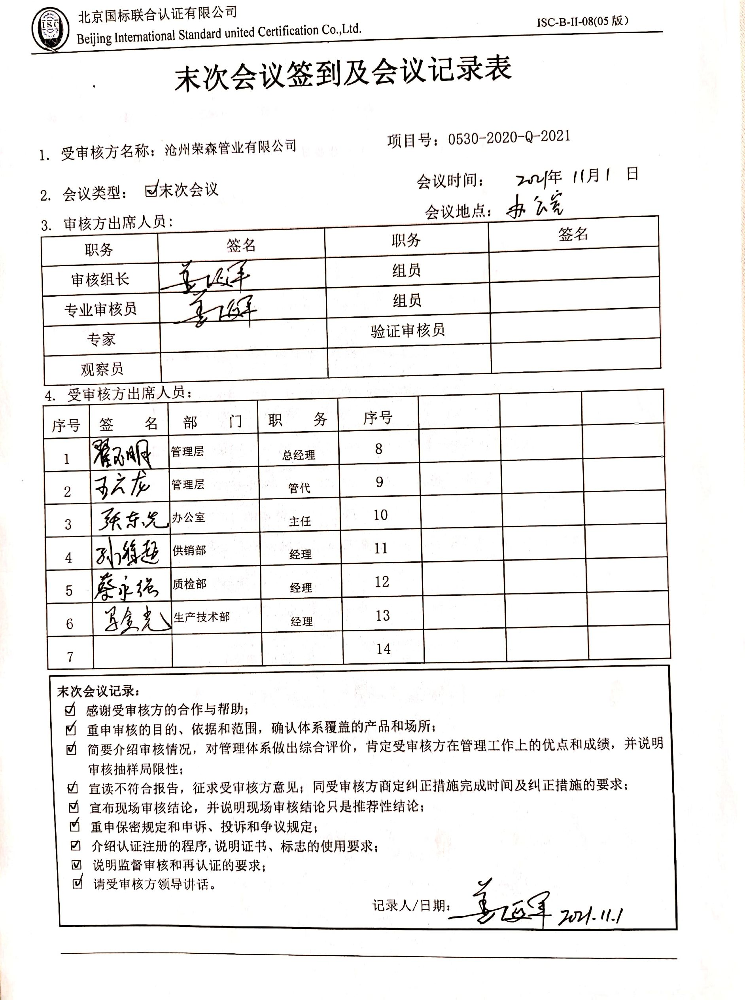 ISC
北京国标联合认证有限公司
Beijing International Standard united Certification Co.,Ltd.
ISC-B-II-08(05 版)
末次会议签到及会议记录表
1. 受审核方名称：沧州荣森管业有限公司 项目号：0530-2020-Q-2021
2. 会议类型： 末次会议 会议时间： 2021年 11月1 日
会议地点：办公室
3. 审核方出席人员：
职务 签名 职务 签名
审核组长 组员
专业审核员 组员
专家 验证审核员
观察员
4. 受审核方出席人员：
序号 签 名 部 门 职 务 序号
1 管理层 总经理 8
2 王六龙 管理层 管代 9
3 张东先 办公室 主任 10
4 供销部 经理 11
5 蔡永强 质检部 经理 12
6 生产技术部 经理 13
7 14
末次会议记录：
感谢受审核方的合作与帮助；
重申审核的目的、依据和范围，确认体系覆盖的产品和场所；
简要介绍审核情况，对管理体系做出综合评价，肯定受审核方在管理工作上的优点和成绩，并说明
审核抽样局限性；
宣读不符合报告，征求受审核方意见；同受审核方商定纠正措施完成时间及纠正措施的要求；
宣布现场审核结论，并说明现场审核结论只是推荐性结论；
重申保密规定和申诉、投诉和争议规定；
介绍认证注册的程序,说明证书、标志的使用要求；
说明监督审核和再认证的要求；
请受审核方领导讲话。
记录人/日期： 2021.11.1